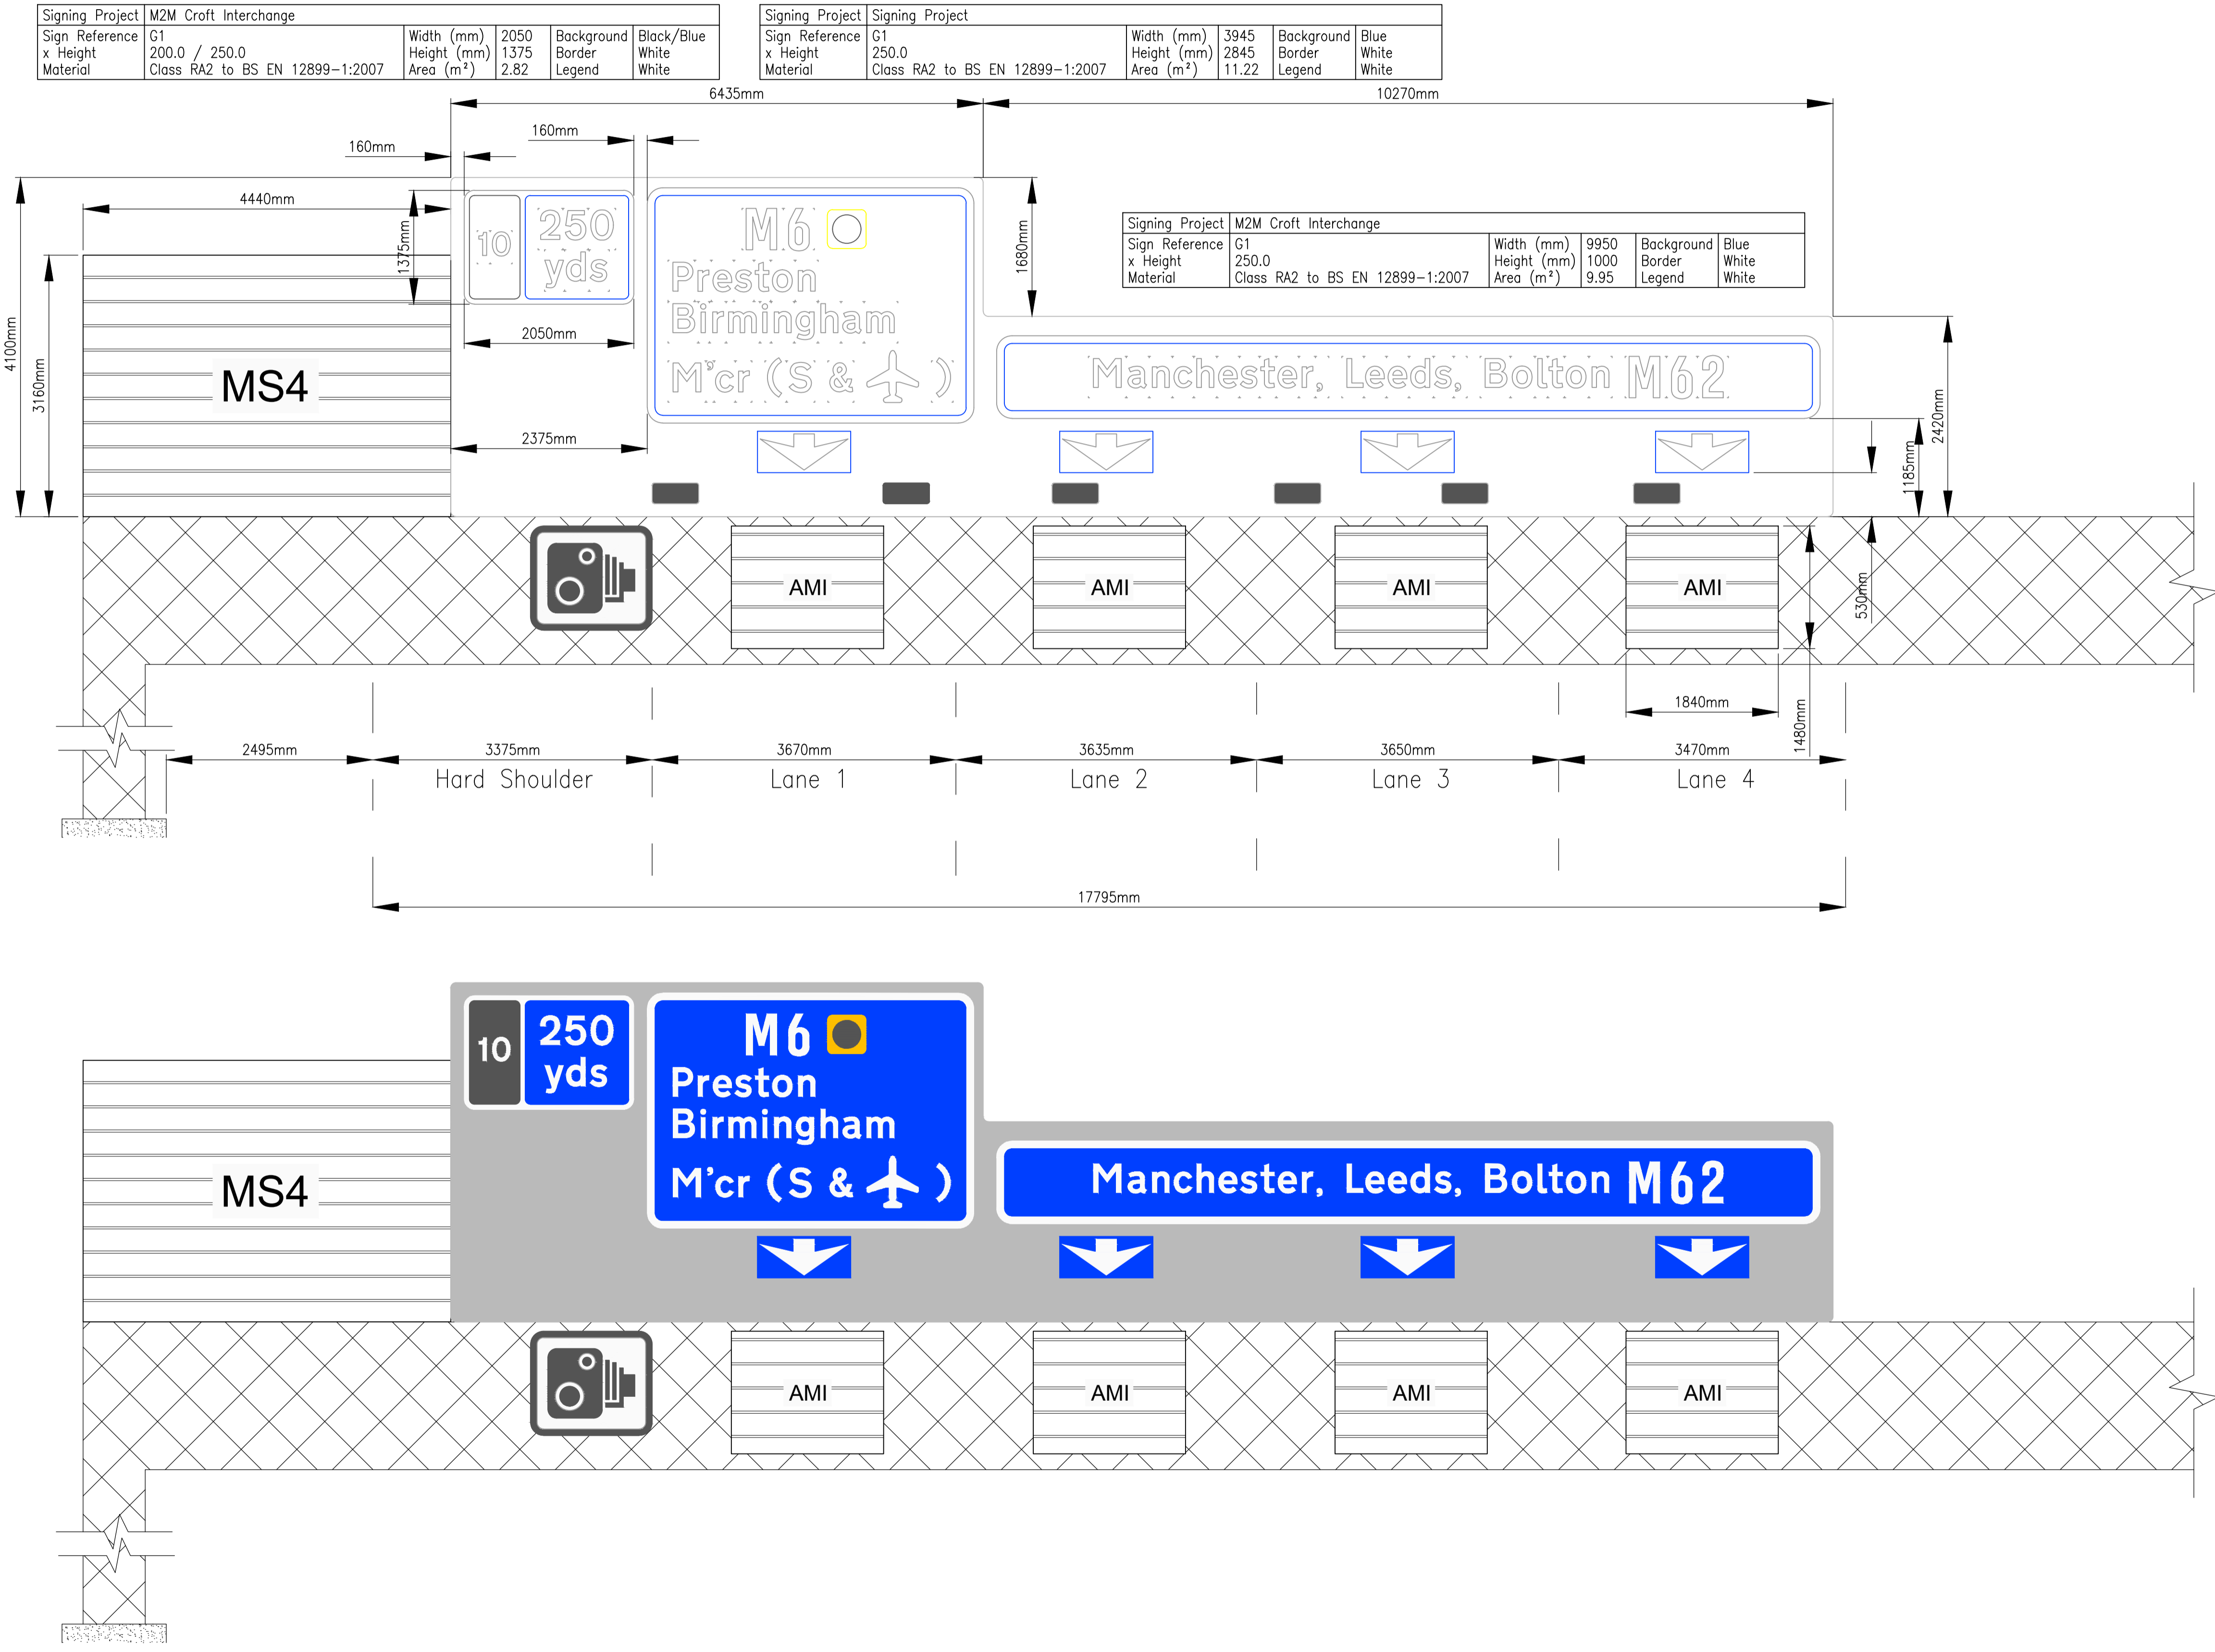 Signing Project M2M Croft Interchange
Sign Reference G1 Width (mm) 2050 Background Black/Blue
x Height 200.0 / 250.0 Height (mm) 1375 Border White
Material Class RA2 to BS EN 12899-1:2007 Area (m²) 2.82 Legend White
Signing Project Signing Project
Sign Reference G1 Width (mm) 3945 Background Blue
x Height 250.0 Height (mm) 2845 Border White
Material Class RA2 to BS EN 12899-1:2007 Area (m²) 11.22 Legend White
6435mm
10270mm
160mm
160mm
4440mm
4100mm
3160mm
1375mm
2050mm
2375mm
1680mm
Signing Project M2M Croft Interchange
Sign Reference G1 Width (mm) 9950 Background Blue
x Height 250.0 Height (mm) 1000 Border White
Material Class RA2 to BS EN 12899-1:2007 Area (m²) 9.95 Legend White
MS4
10
250
yds
M6
Preston
Birmingham
M'cr (S & )
Manchester, Leeds, Bolton M62
2420mm
1185mm
530mm
AMI
AMI
AMI
AMI
1840mm
1480mm
2495mm
3375mm
3670mm
3635mm
3650mm
3470mm
Hard Shoulder
Lane 1
Lane 2
Lane 3
Lane 4
17795mm
MS4
10
250
yds
M6
Preston
Birmingham
M'cr (S & )
Manchester, Leeds, Bolton M62
AMI
AMI
AMI
AMI